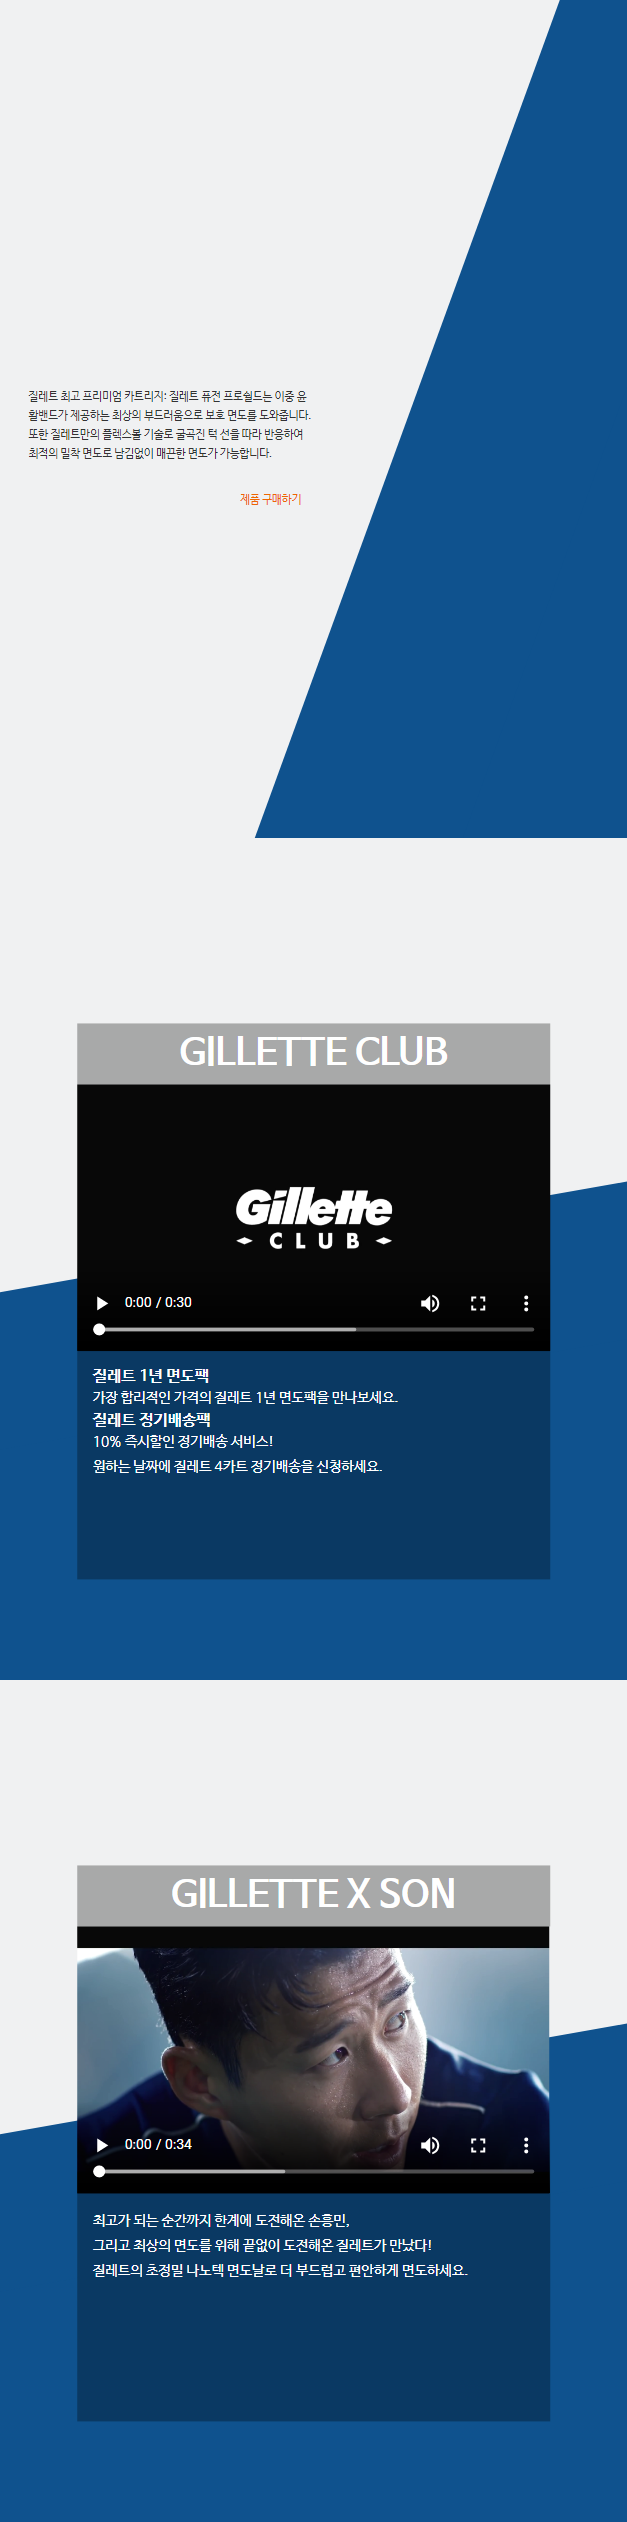 질레트 최고 프리미엄 카트리지: 질레트 퓨전 프로쉴드는 이중 윤
활밴드가 제공하는 최상의 부드러움으로 보호 면도를 도와줍니다.
또한 질레트만의 플렉스볼 기술로 굴곡진 턱 선을 따라 반응하여
최적의 밀착 면도로 남김없이 매끈한 면도가 가능합니다.
제품 구매하기
GILLETTE CLUB
Gillette
CLUB
0:00 / 0:30
질레트 1년 면도팩
가장 합리적인 가격의 질레트 1년 면도팩을 만나보세요.
질레트 정기배송팩
10% 즉시할인 정기배송 서비스!
원하는 날짜에 질레트 4카트 정기배송을 신청하세요.
GILLETTE X SON
0:00 / 0:34
최고가 되는 순간까지 한계에 도전해온 손흥민,
그리고 최상의 면도를 위해 끝없이 도전해온 질레트가 만났다!
질레트의 초정밀 나노텍 면도날로 더 부드럽고 편안하게 면도하세요.